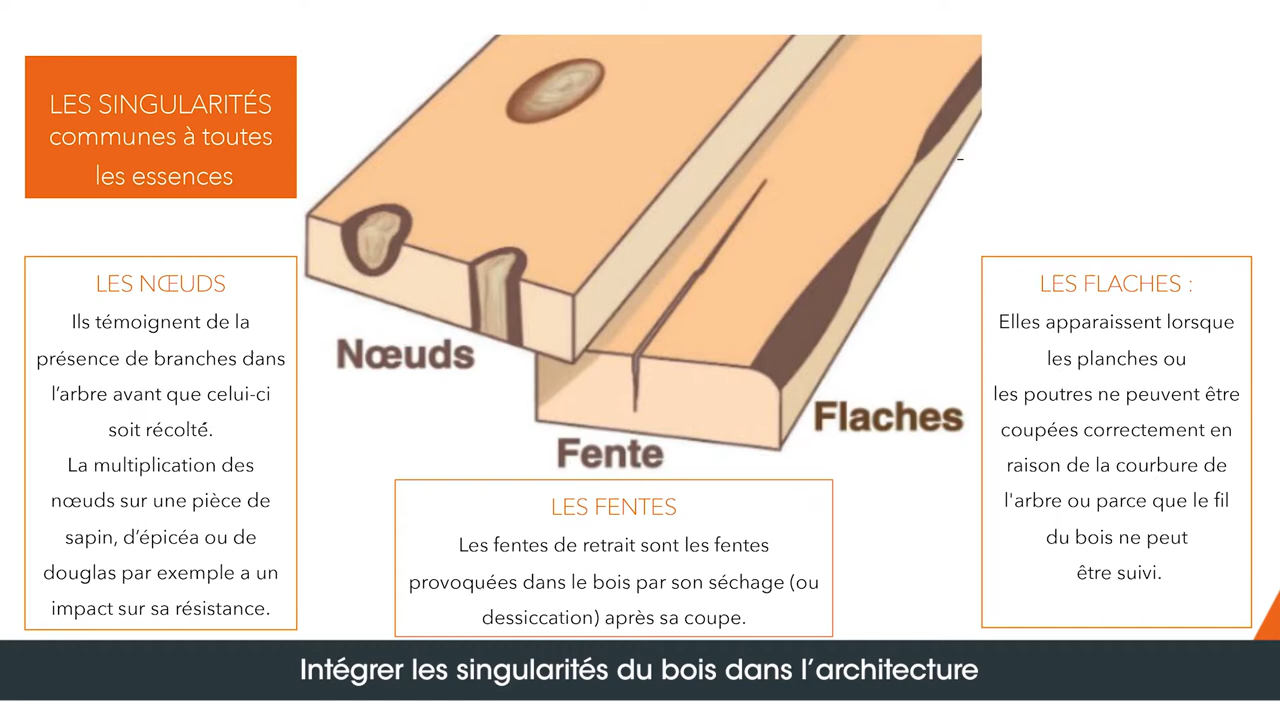 LES SINGULARITÉS
communes à toutes
les essences
LES NŒUDS
Ils témoignent de la
présence de branches dans
l’arbre avant que celui-ci
soit récolté.
La multiplication des
nœuds sur une pièce de
sapin, d’épicéa ou de
douglas par exemple a un
impact sur sa résistance.
Nœuds
Fente
Flaches
LES FENTES
Les fentes de retrait sont les fentes
provoquées dans le bois par son séchage (ou
dessiccation) après sa coupe.
LES FLACHES :
Elles apparaissent lorsque
les planches ou
les poutres ne peuvent être
coupées correctement en
raison de la courbure de
l'arbre ou parce que le fil
du bois ne peut
être suivi.
Intégrer les singularités du bois dans l’architecture